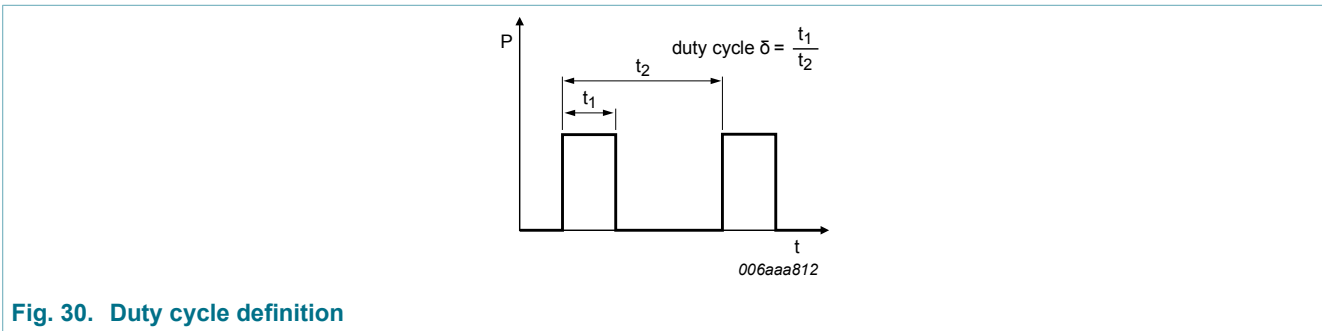 P
duty cycle δ = t1
t2
t2
t1
t
006aaa812
Fig. 30. Duty cycle definition